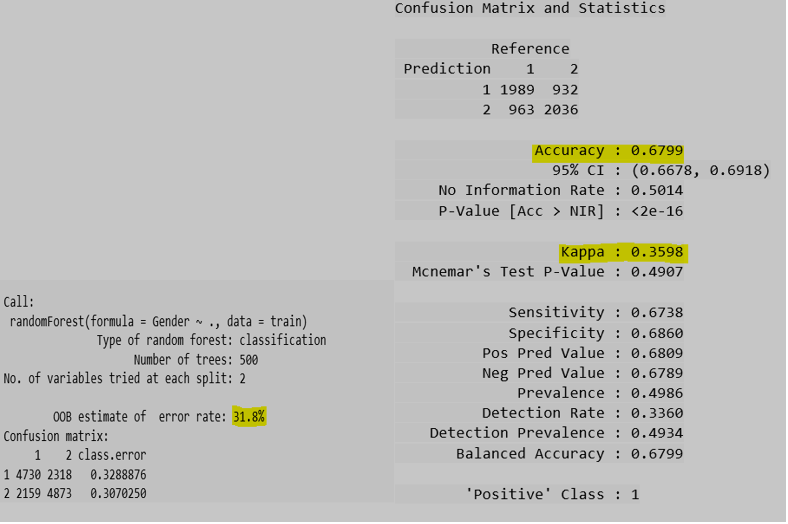 Confusion Matrix and Statistics
Reference
Prediction 1 2
1 1989 932
2 963 2036
Accuracy : 0.6799
95% CI : (0.6678, 0.6918)
No Information Rate : 0.5014
P-Value [Acc > NIR] : <2e-16
Kappa : 0.3598
Mcnemar's Test P-Value : 0.4907
Sensitivity : 0.6738
Specificity : 0.6860
Pos Pred Value : 0.6809
Neg Pred Value : 0.6789
Prevalence : 0.4986
Detection Rate : 0.3360
Detection Prevalence : 0.4934
Balanced Accuracy : 0.6799
'Positive' Class : 1
Call:
randomForest(formula = Gender ~ ., data = train)
Type of random forest: classification
Number of trees: 500
No. of variables tried at each split: 2
OOB estimate of error rate: 31.8%
Confusion matrix:
1 2 class.error
1 4730 2318 0.3288876
2 2159 4873 0.3070250